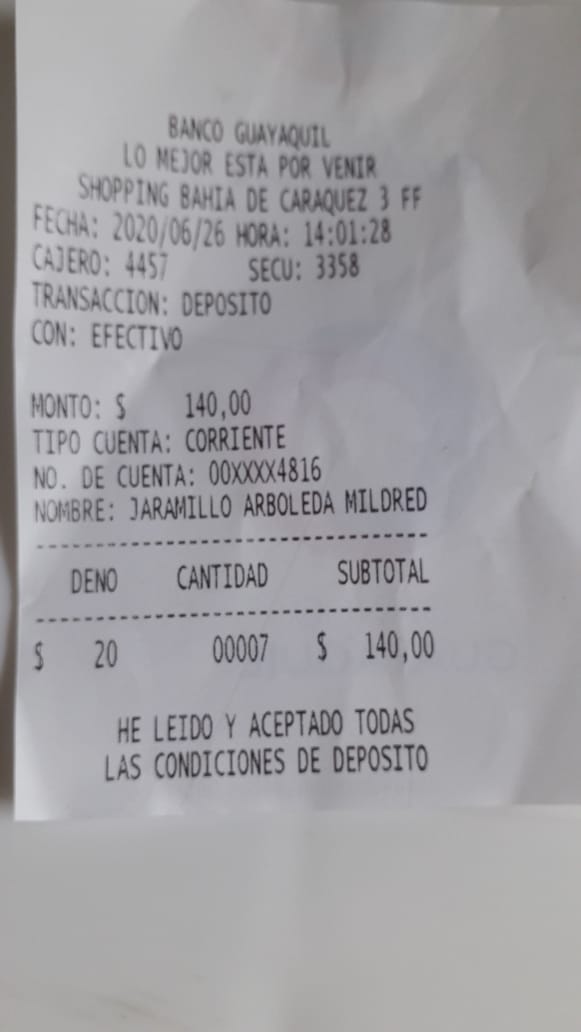 BANCO GUAYAQUIL
LO MEJOR ESTA POR VENIR
SHOPPING BAHIA DE CARAQUEZ 3 FF
FECHA: 2020/06/26 HORA: 14:01:28
CAJERO: 4457 SECU: 3358
TRANSACCION: DEPOSITO
CON: EFECTIVO
MONTO: $ 140,00
TIPO CUENTA: CORRIENTE
NO. DE CUENTA: 00XXXX4816
NOMBRE: JARAMILLO ARBOLEDA MILDRED
--------------------------------
DENO CANTIDAD SUBTOTAL
--------------------------------
$ 20 00007 $ 140,00
HE LEIDO Y ACEPTADO TODAS
LAS CONDICIONES DE DEPOSITO